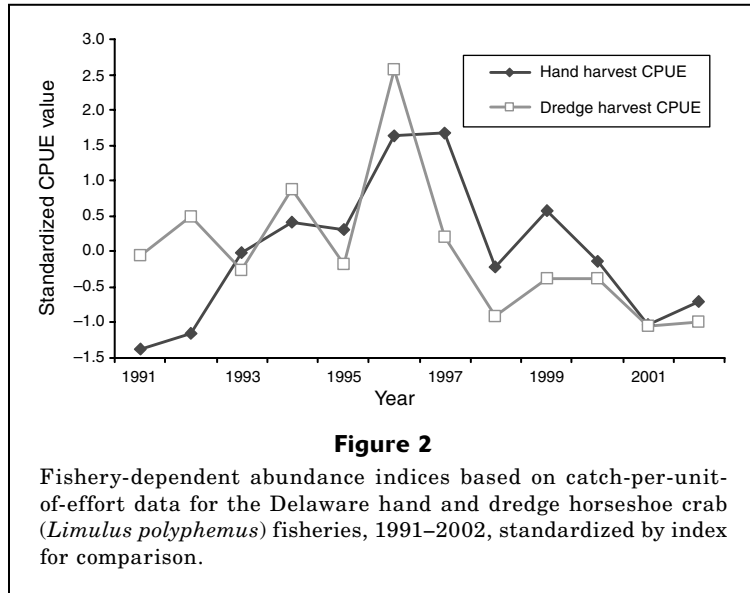 3.0
2.5
2.0
1.5
1.0
0.5
0.0
–0.5
–1.0
–1.5
Standardized CPUE value
Hand harvest CPUE
Dredge harvest CPUE
1991 1993 1995 1997 1999 2001
Year
Figure 2
Fishery-dependent abundance indices based on catch-per-unit-
of-effort data for the Delaware hand and dredge horseshoe crab
(Limulus polyphemus) fisheries, 1991–2002, standardized by index
for comparison.